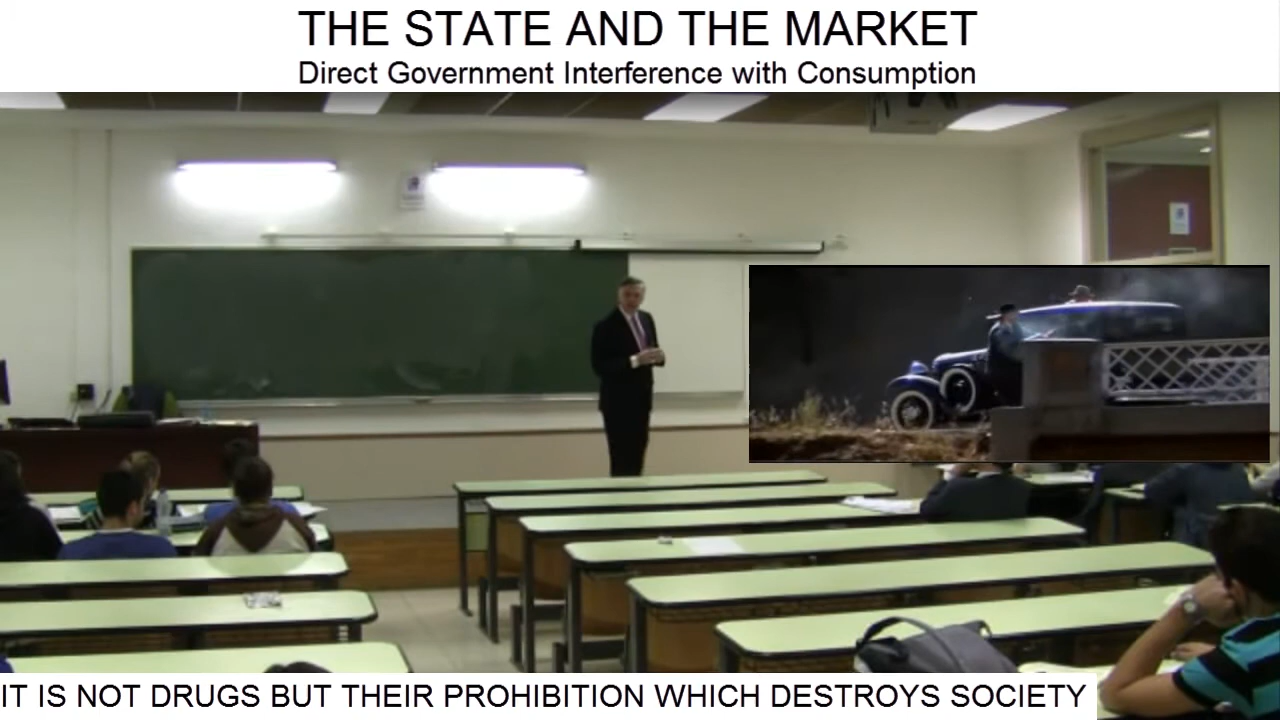 THE STATE AND THE MARKET
Direct Government Interference with Consumption
IT IS NOT DRUGS BUT THEIR PROHIBITION WHICH DESTROYS SOCIETY